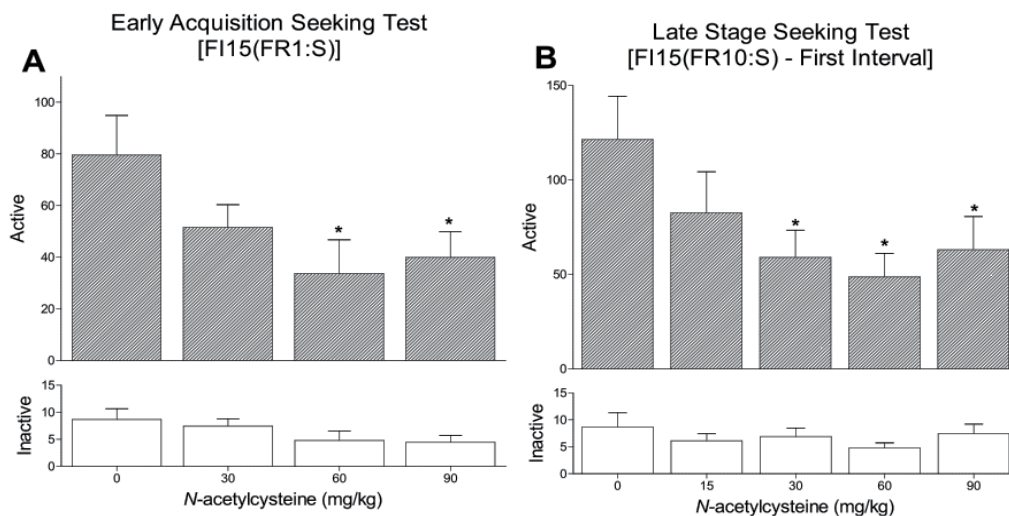 Early Acquisition Seeking Test
[FI15(FR1:S)]
A
100
80
60
40
20
0
Active
*
*
15
10
5
0
Inactive
0
30
60
90
N-acetylcysteine (mg/kg)
Late Stage Seeking Test
[FI15(FR10:S) - First Interval]
B
150
100
50
0
Active
*
*
*
15
10
5
0
Inactive
0
15
30
60
90
N-acetylcysteine (mg/kg)